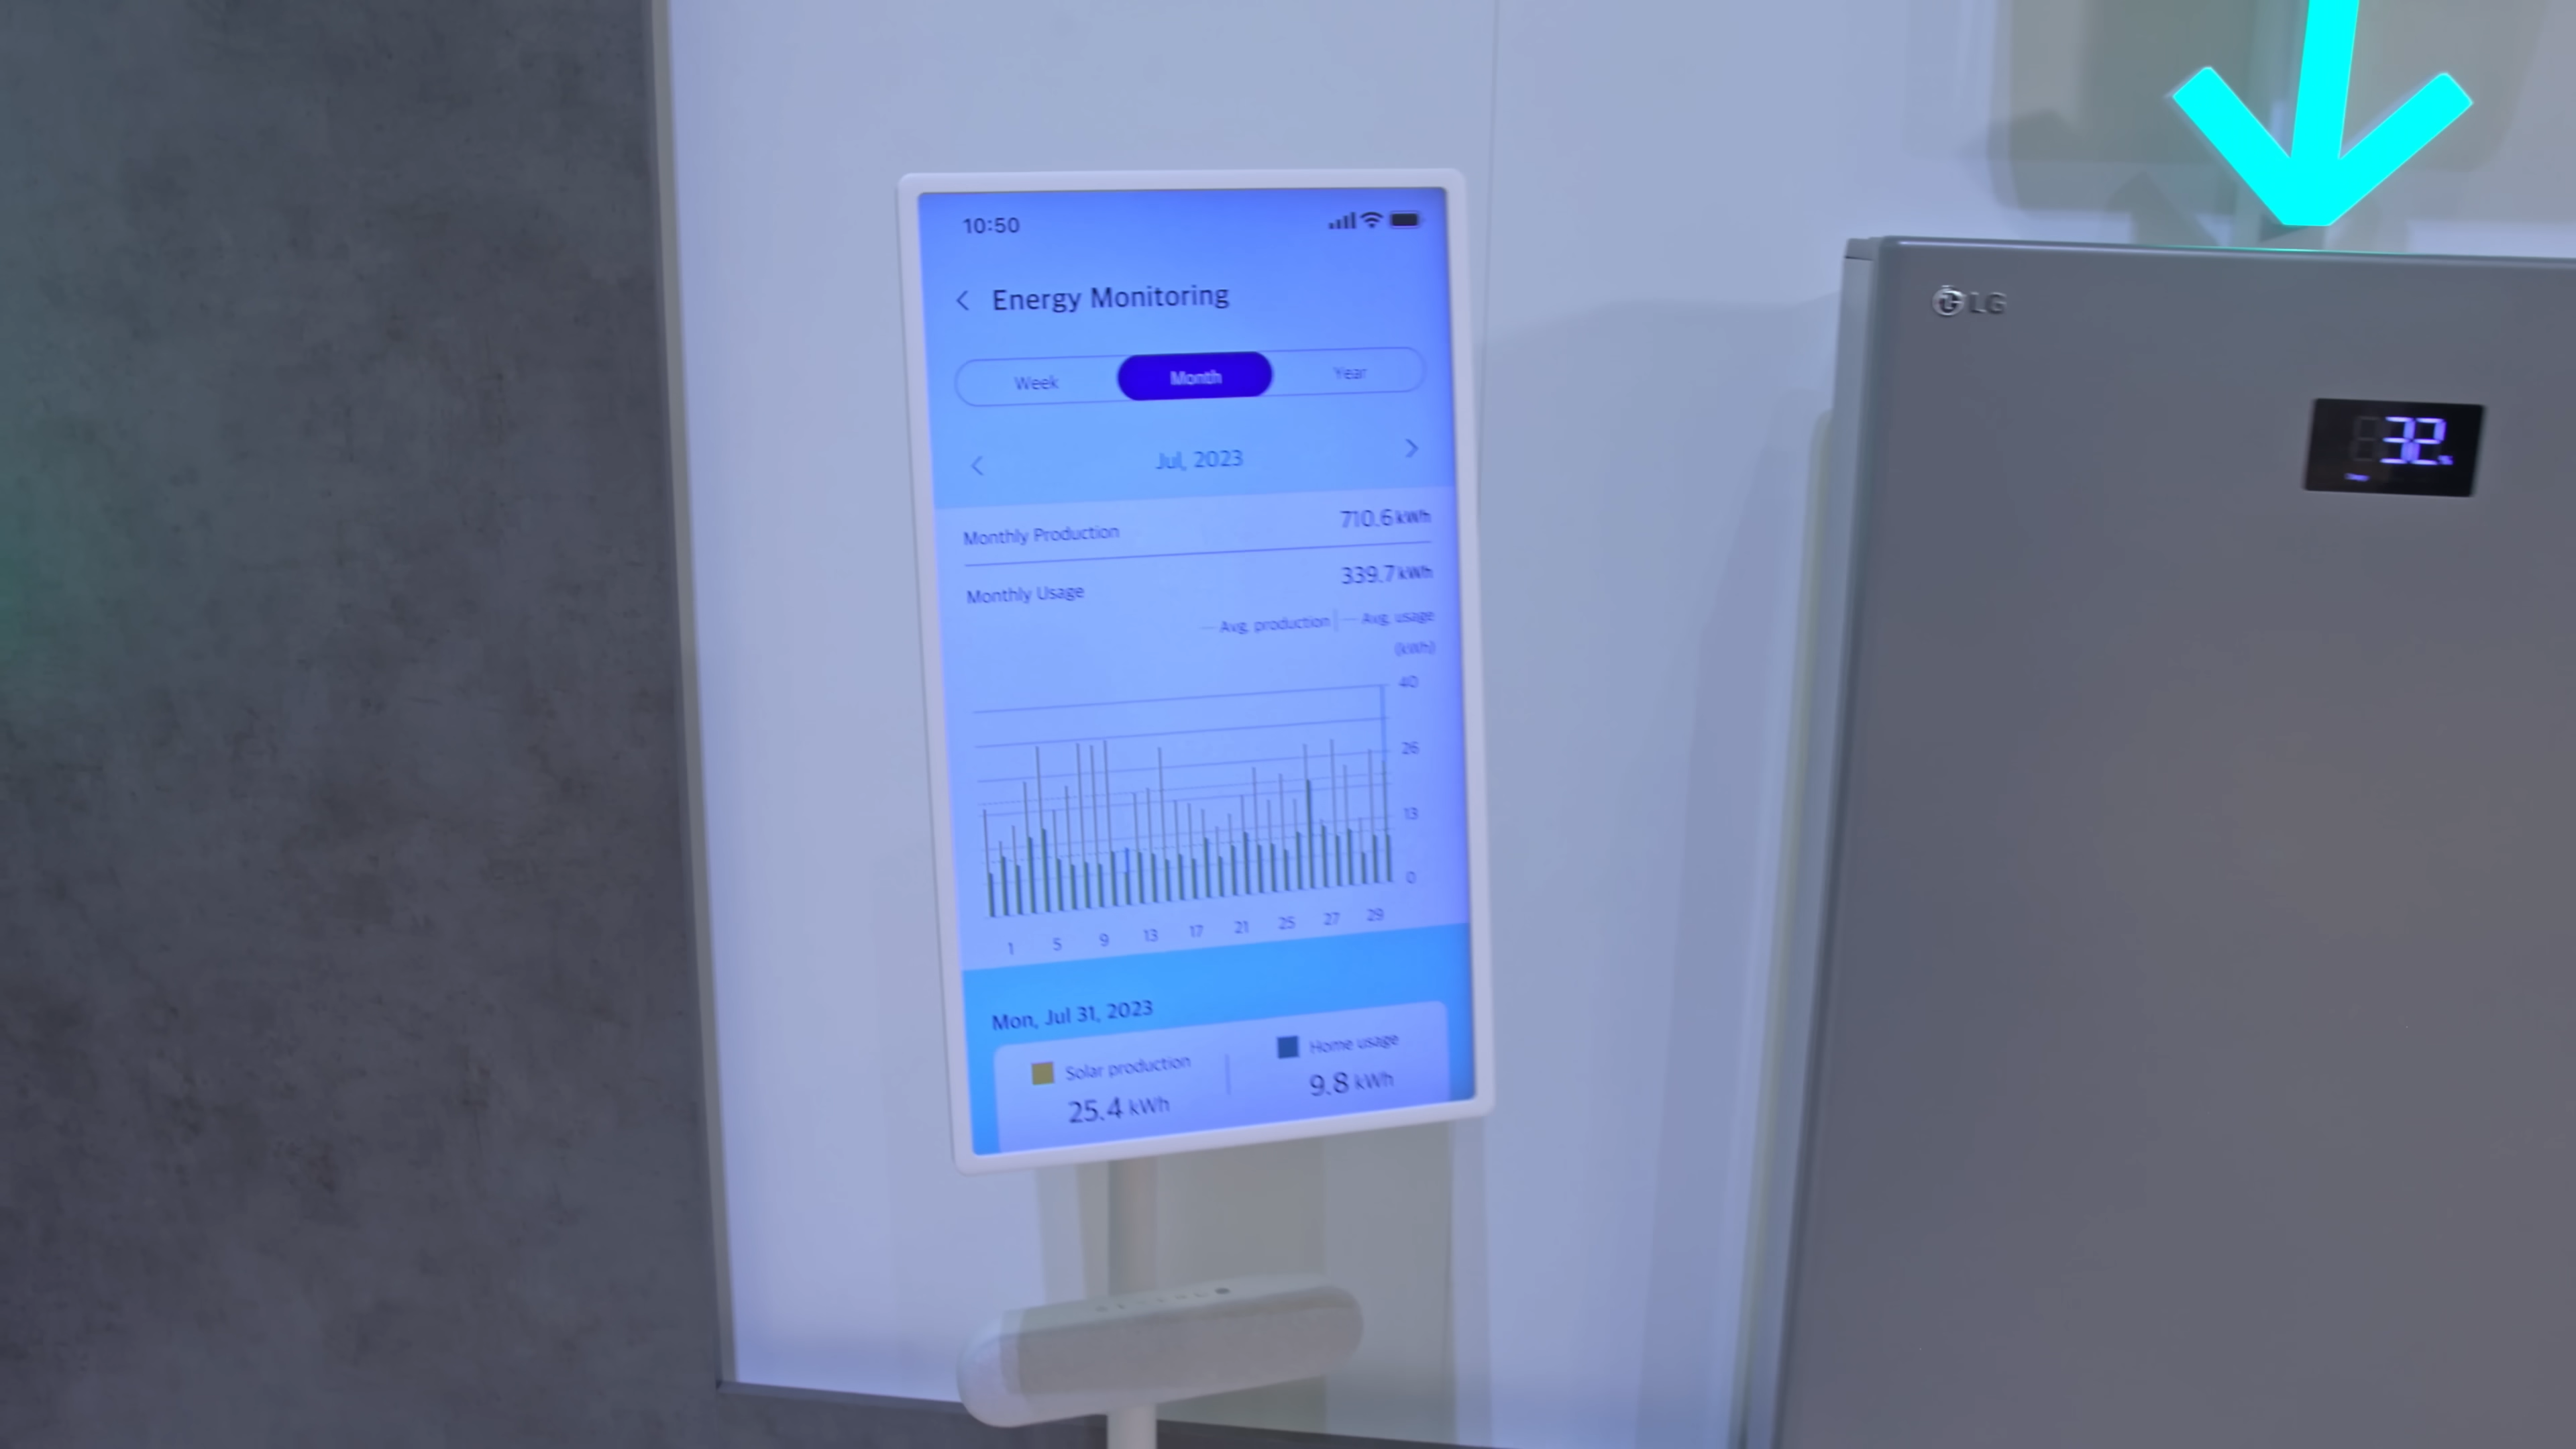 10:50
Energy Monitoring
Week Month Year
Jul, 2023
Monthly Production 710.6 kWh
Monthly Usage 339.7 kWh
Avg. production Avg. usage
(kWh)
40
26
13
0
1 5 9 13 17 21 25 27 29
Mon, Jul 31, 2023
Solar production Home usage
25.4 kWh 9.8 kWh
LG
32